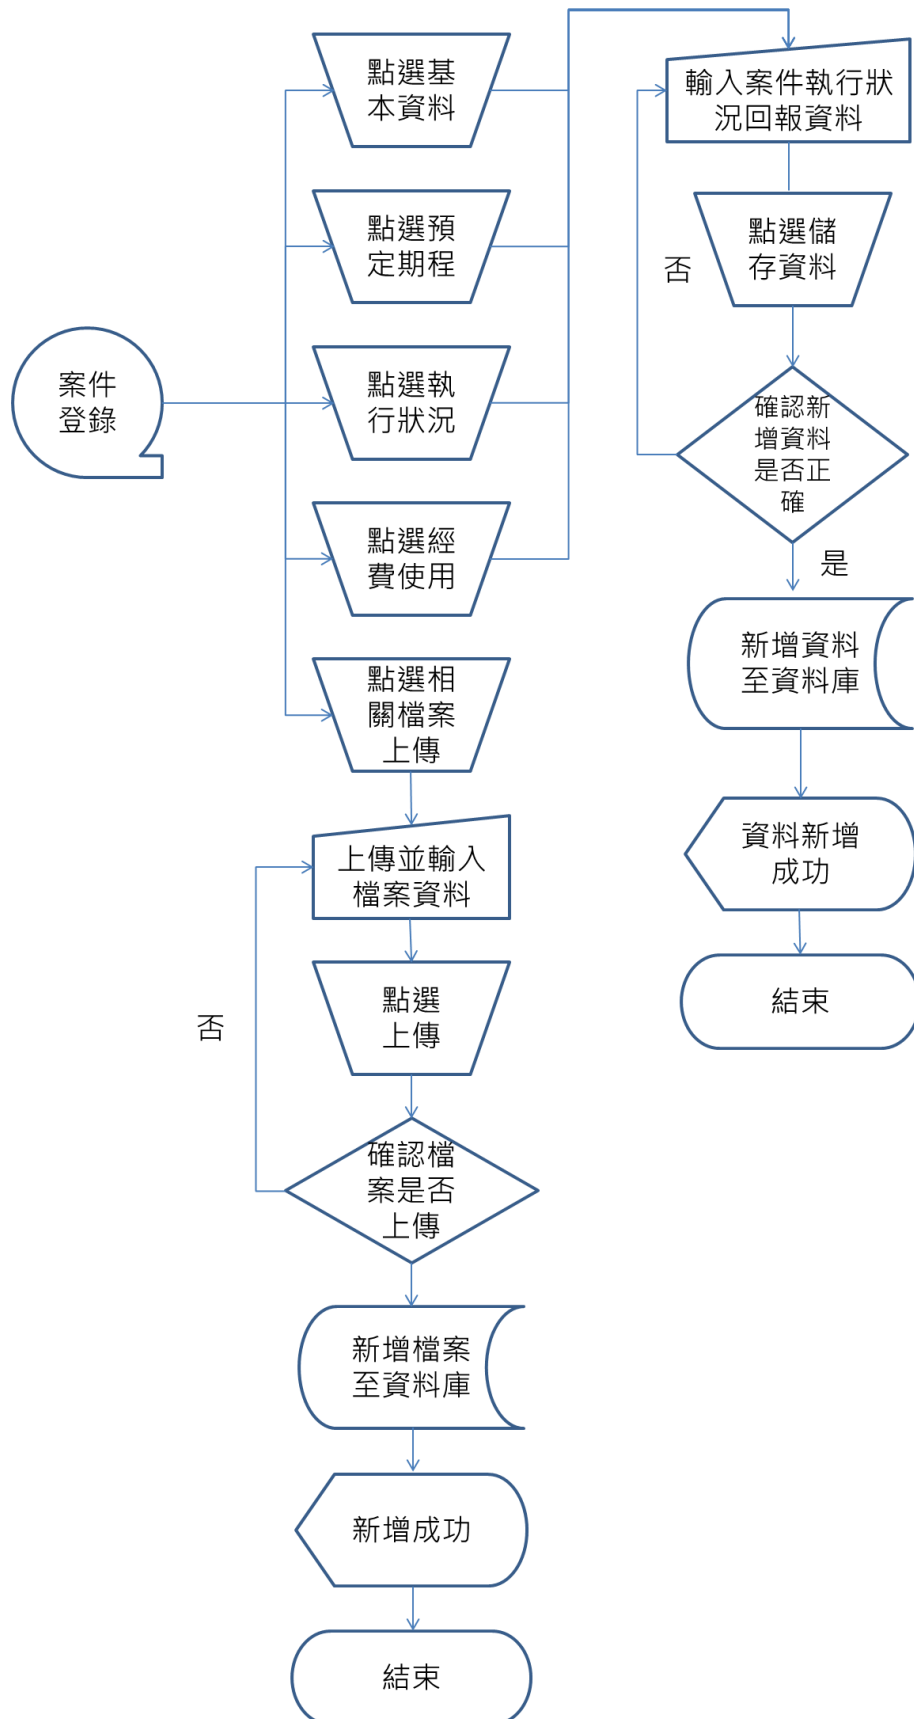 案件
登錄
點選基
本資料
點選預
定期程
點選執
行狀況
點選經
費使用
點選相
關檔案
上傳
上傳並輸入
檔案資料
點選
上傳
否
確認檔
案是否
上傳
新增檔案
至資料庫
新增成功
結束
輸入案件執行狀
況回報資料
點選儲
存資料
否
確認新
增資料
是否正
確
是
新增資料
至資料庫
資料新增
成功
結束